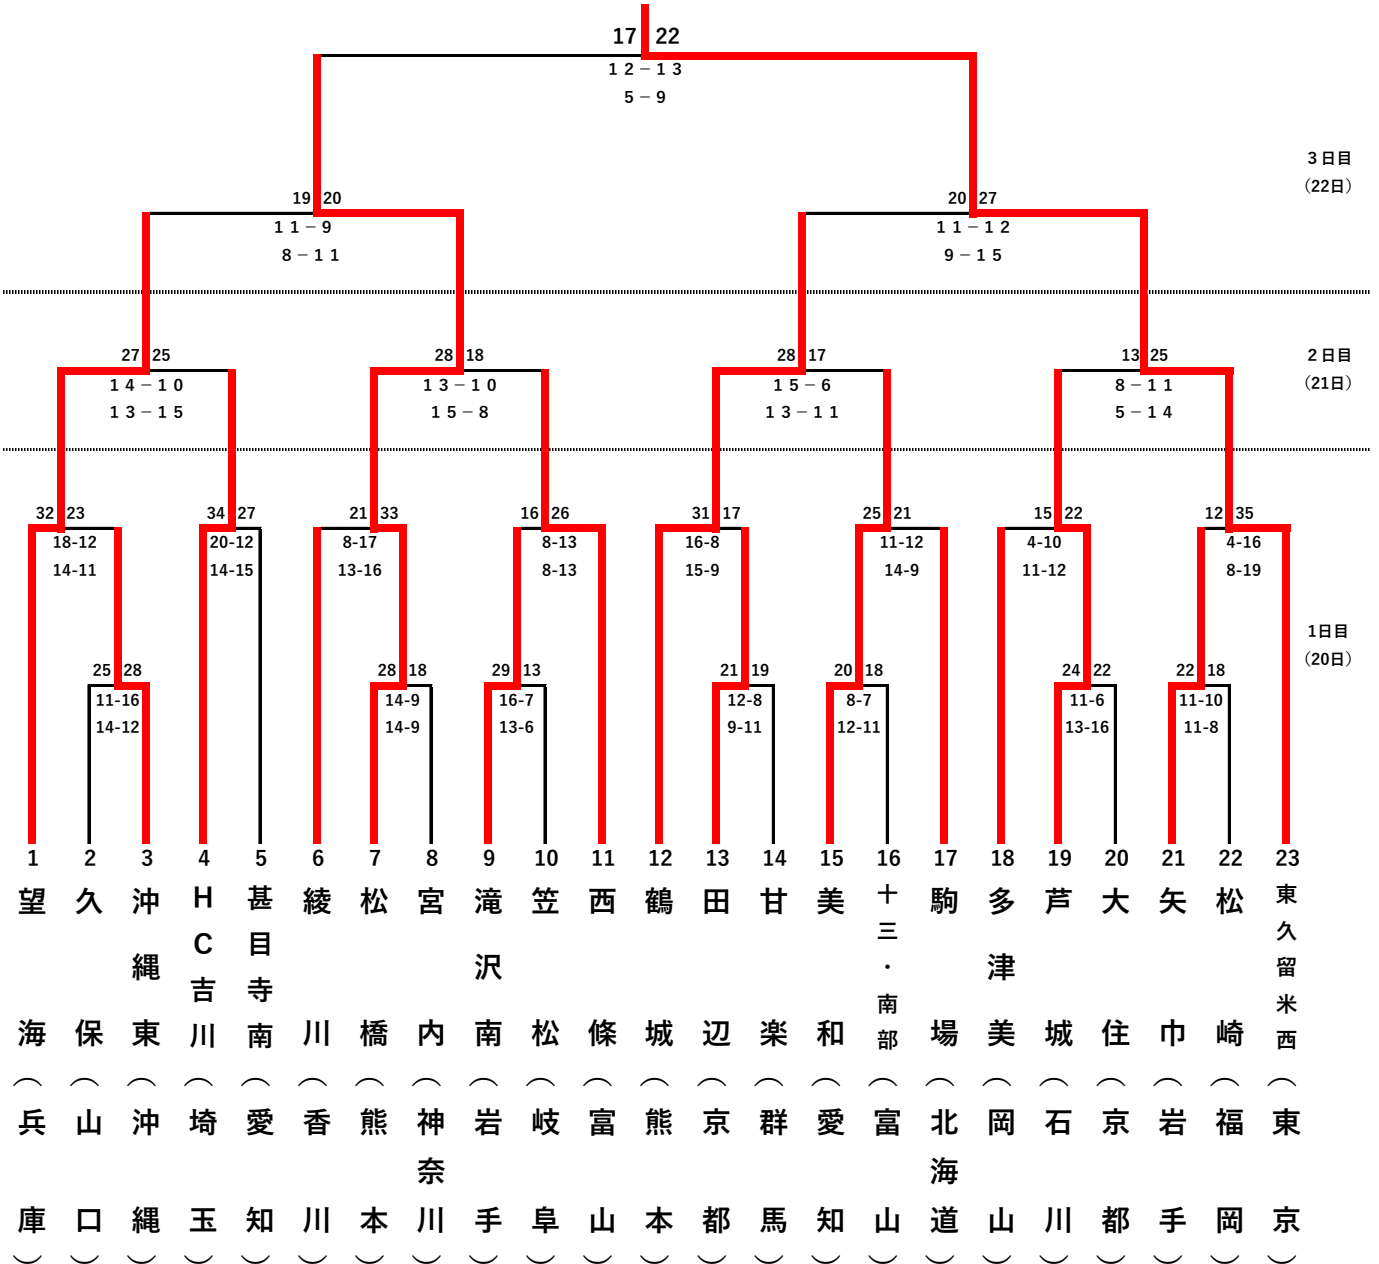 17 22
１２－１３
５－９
３日目
（22日）
19 20
１１－９
８－１１
20 27
１１－１２
９－１５
２日目
（21日）
27 25
１４－１０
１３－１５
28 18
１３－１０
１５－８
28 17
１５－６
１３－１１
13 25
８－１１
５－１４
1日目
（20日）
32 23
18-12
14-11
34 27
20-12
14-15
21 33
8-17
13-16
16 26
8-13
8-13
31 17
16-8
15-9
25 21
11-12
14-9
15 22
4-10
11-12
12 35
4-16
8-19
25 28
11-16
14-12
28 18
14-9
14-9
29 13
16-7
13-6
21 19
12-8
9-11
20 18
8-7
12-11
24 22
11-6
13-16
22 18
11-10
11-8
1 望海（兵庫）
2 久保（山口）
3 沖縄東（沖縄）
4 ＨＣ吉川（埼玉）
5 甚目寺南（愛知）
6 綾川（香川）
7 松橋（熊本）
8 宮内（神奈川）
9 滝沢南（岩手）
10 笠松（岐阜）
11 西條（富山）
12 鶴城（熊本）
13 田辺（京都）
14 甘楽（群馬）
15 美和（愛知）
16 十三・南部（富山）
17 駒場（北海道）
18 多津美（岡山）
19 芦城（石川）
20 大住（京都）
21 矢巾（岩手）
22 松崎（福岡）
23 東久留米西（東京）